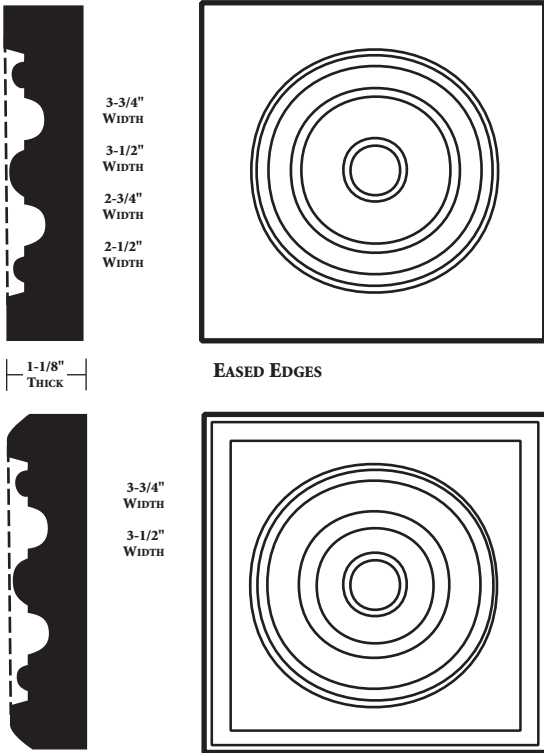 3-3/4"
WIDTH
3-1/2"
WIDTH
2-3/4"
WIDTH
2-1/2"
WIDTH
1-1/8"
THICK
EASED EDGES
3-3/4"
WIDTH
3-1/2"
WIDTH